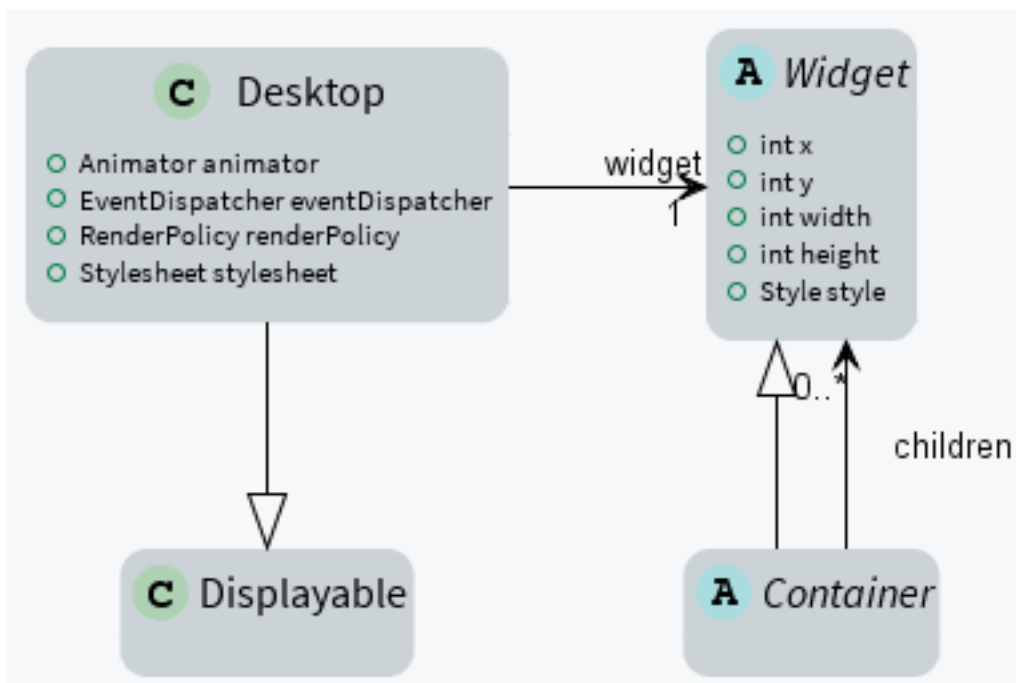 C Desktop
Animator animator
EventDispatcher eventDispatcher
RenderPolicy renderPolicy
Stylesheet stylesheet
widget
1
A Widget
int x
int y
int width
int height
Style style
0..*
children
C Displayable
A Container